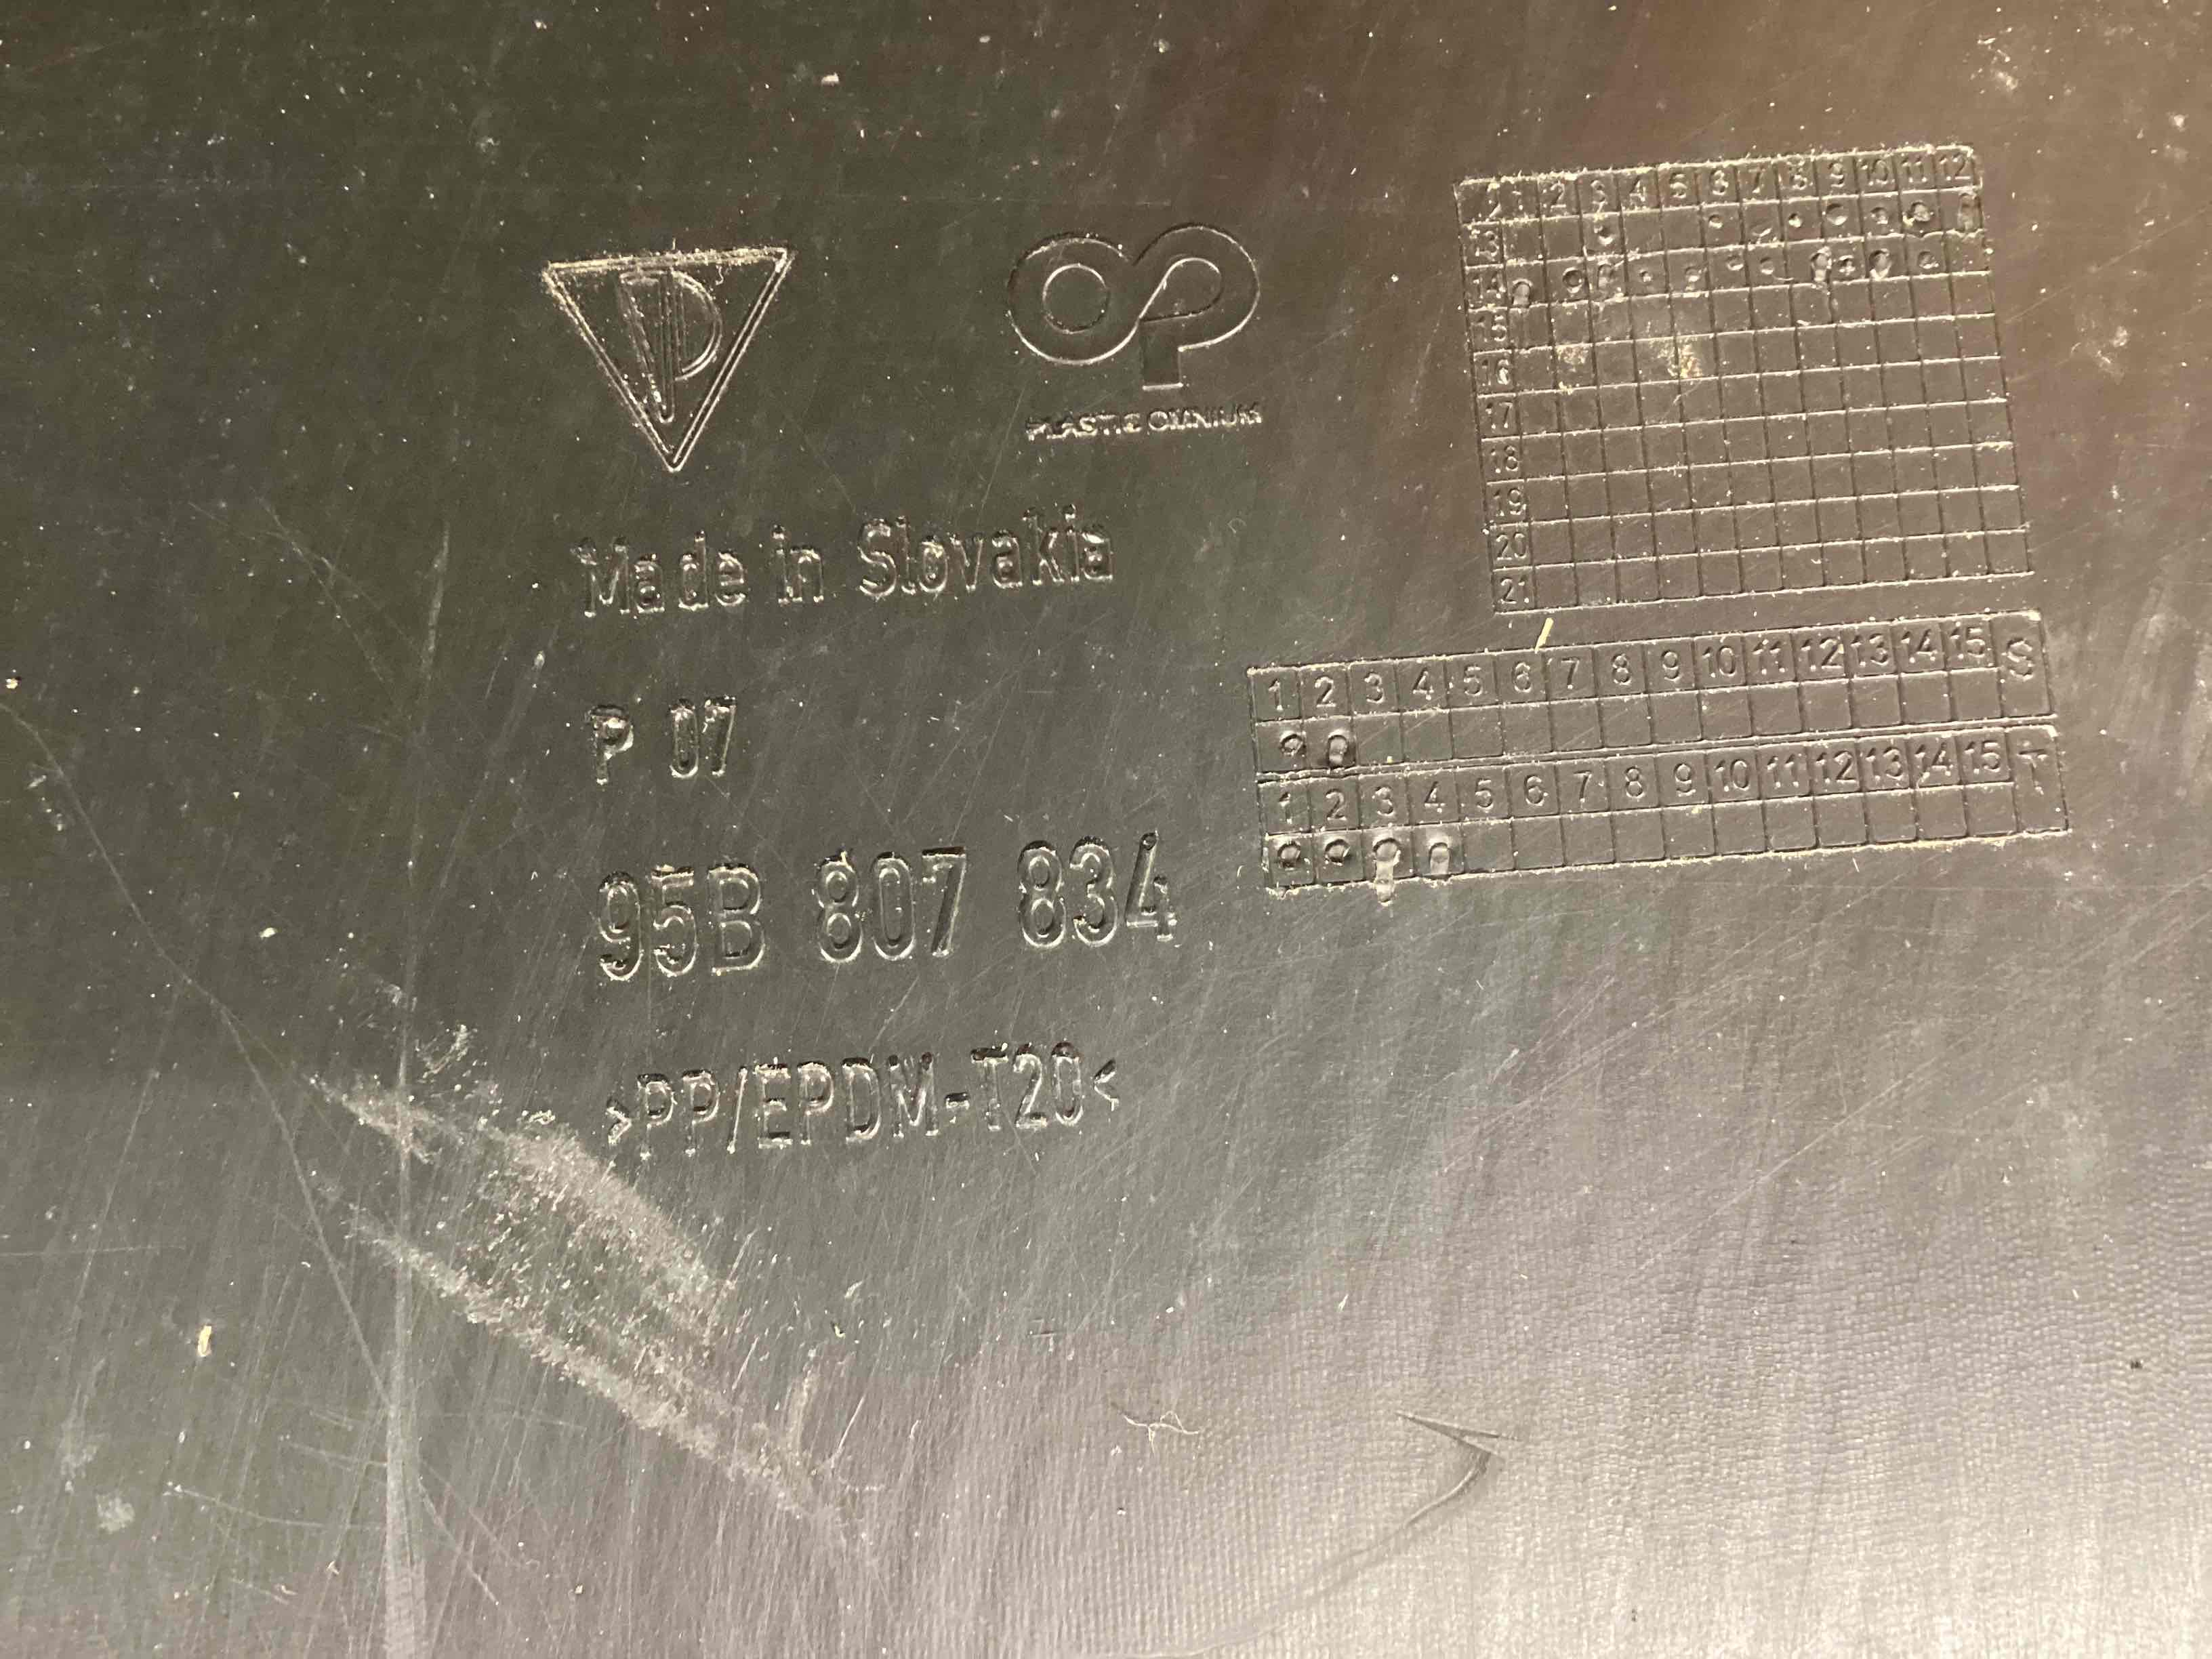 P
OP
PLASTIC OMNIUM
Made in Slovakia
P 07
95B 807 834
>PP/EPDM-T20<
1 2 3 4 5 6 7 8 9 10 11 12
13
14
15
16
17
18
19
20
21
1 2 3 4 5 6 7 8 9 10 11 12 13 14 15 S
1 2 3 4 5 6 7 8 9 10 11 12 13 14 15 T